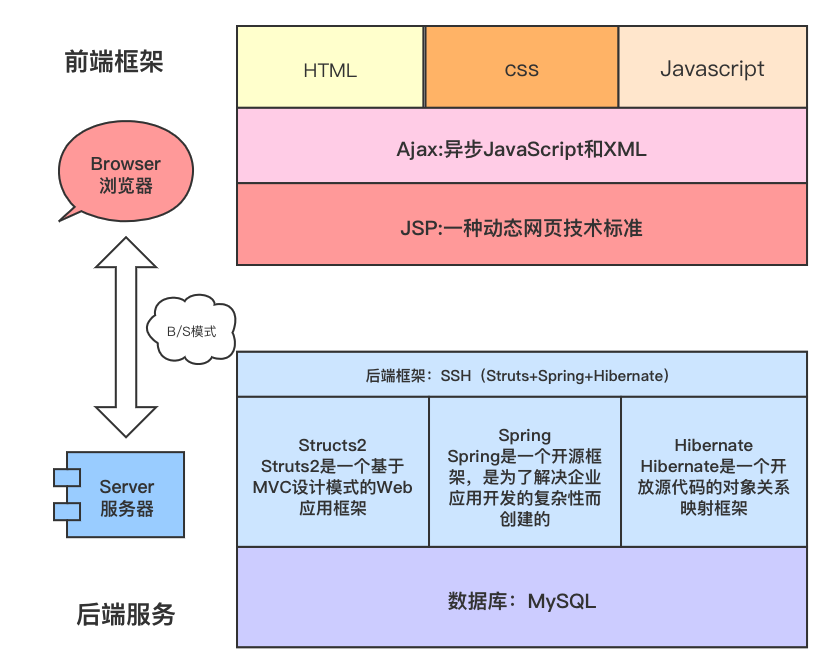 前端框架
HTML
css
Javascript
Browser
浏览器
Ajax:异步JavaScript和XML
JSP:一种动态网页技术标准
B/S模式
后端框架：SSH（Struts+Spring+Hibernate）
Structs2
Struts2是一个基于
MVC设计模式的Web
应用框架
Spring
Spring是一个开源框
架，是为了解决企业
应用开发的复杂性而
创建的
Hibernate
Hibernate是一个开
放源代码的对象关系
映射框架
Server
服务器
后端服务
数据库：MySQL